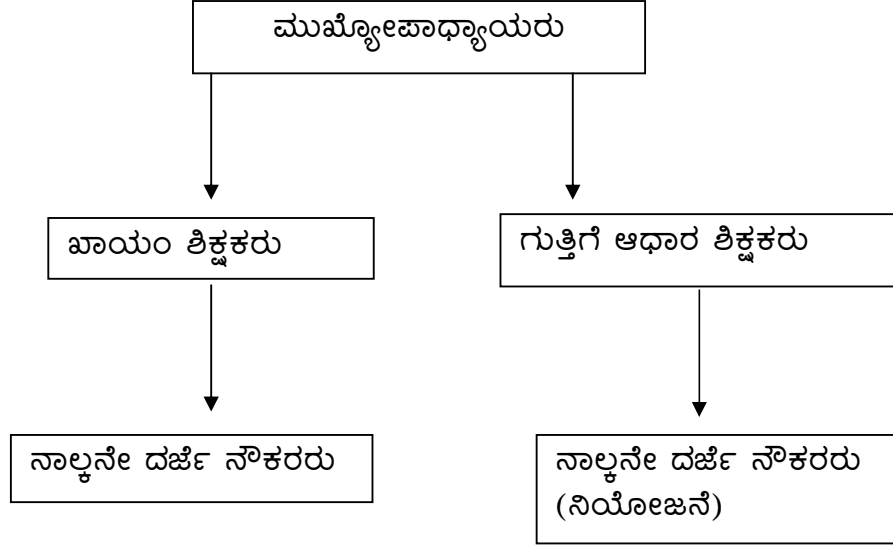 ಮುಖ್ಯೋಪಾಧ್ಯಾಯರು
ಖಾಯಂ ಶಿಕ್ಷಕರು
ಗುತ್ತಿಗೆ ಆಧಾರ ಶಿಕ್ಷಕರು
ನಾಲ್ಕನೇ ದರ್ಜೆ ನೌಕರರು
ನಾಲ್ಕನೇ ದರ್ಜೆ ನೌಕರರು
(ನಿಯೋಜನೆ)